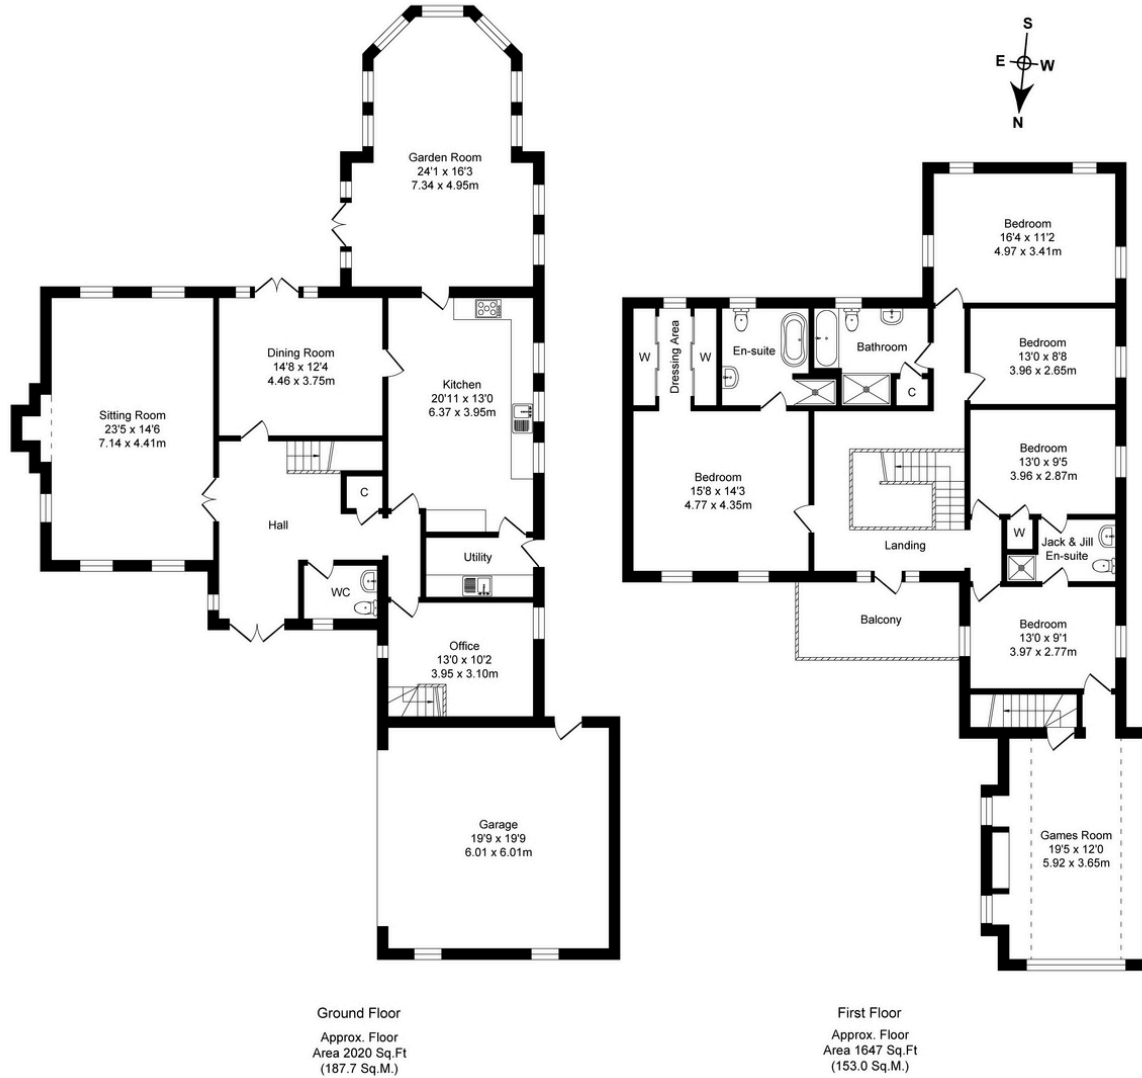 S
E
W
N
Garden Room
24'1 x 16'3
7.34 x 4.95m
Dining Room
14'8 x 12'4
4.46 x 3.75m
Kitchen
20'11 x 13'0
6.37 x 3.95m
Sitting Room
23'5 x 14'6
7.14 x 4.41m
C
Hall
Utility
WC
Office
13'0 x 10'2
3.95 x 3.10m
Garage
19'9 x 19'9
6.01 x 6.01m
Ground Floor
Approx. Floor
Area 2020 Sq.Ft
(187.7 Sq.M.)
Bedroom
16'4 x 11'2
4.97 x 3.41m
W
Dressing Area
W
En-suite
Bathroom
C
Bedroom
13'0 x 8'8
3.96 x 2.65m
Bedroom
13'0 x 9'5
3.96 x 2.87m
Bedroom
15'8 x 14'3
4.77 x 4.35m
W
Jack & Jill
En-suite
Landing
Balcony
Bedroom
13'0 x 9'1
3.97 x 2.77m
Games Room
19'5 x 12'0
5.92 x 3.65m
First Floor
Approx. Floor
Area 1647 Sq.Ft
(153.0 Sq.M.)